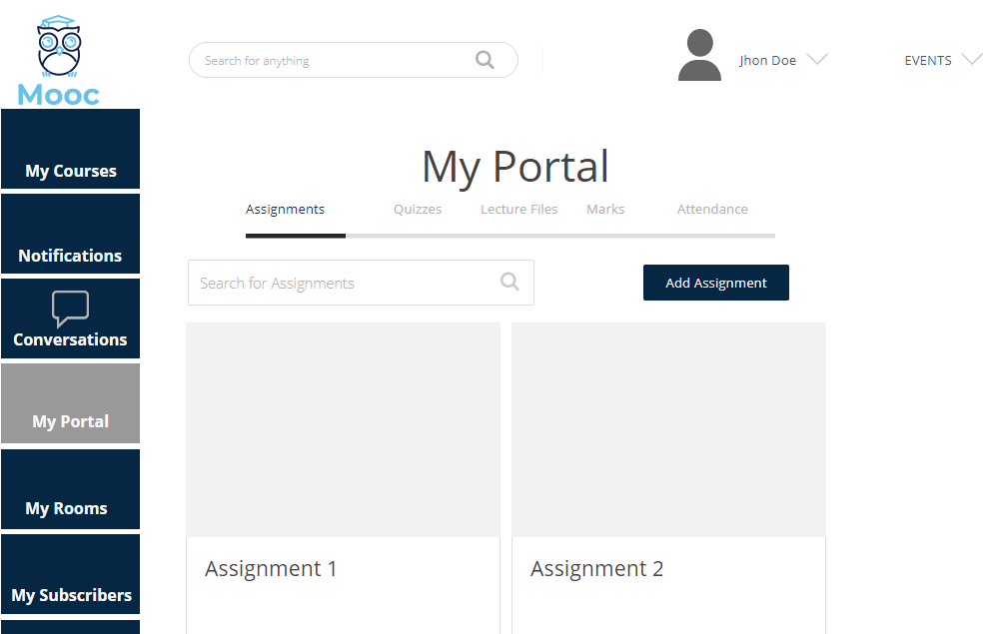 Mooc
Search for anything
Jhon Doe
EVENTS
My Courses
Notifications
Conversations
My Portal
My Rooms
My Subscribers
My Portal
Assignments Quizzes Lecture Files Marks Attendance
Search for Assignments
Add Assignment
Assignment 1
Assignment 2